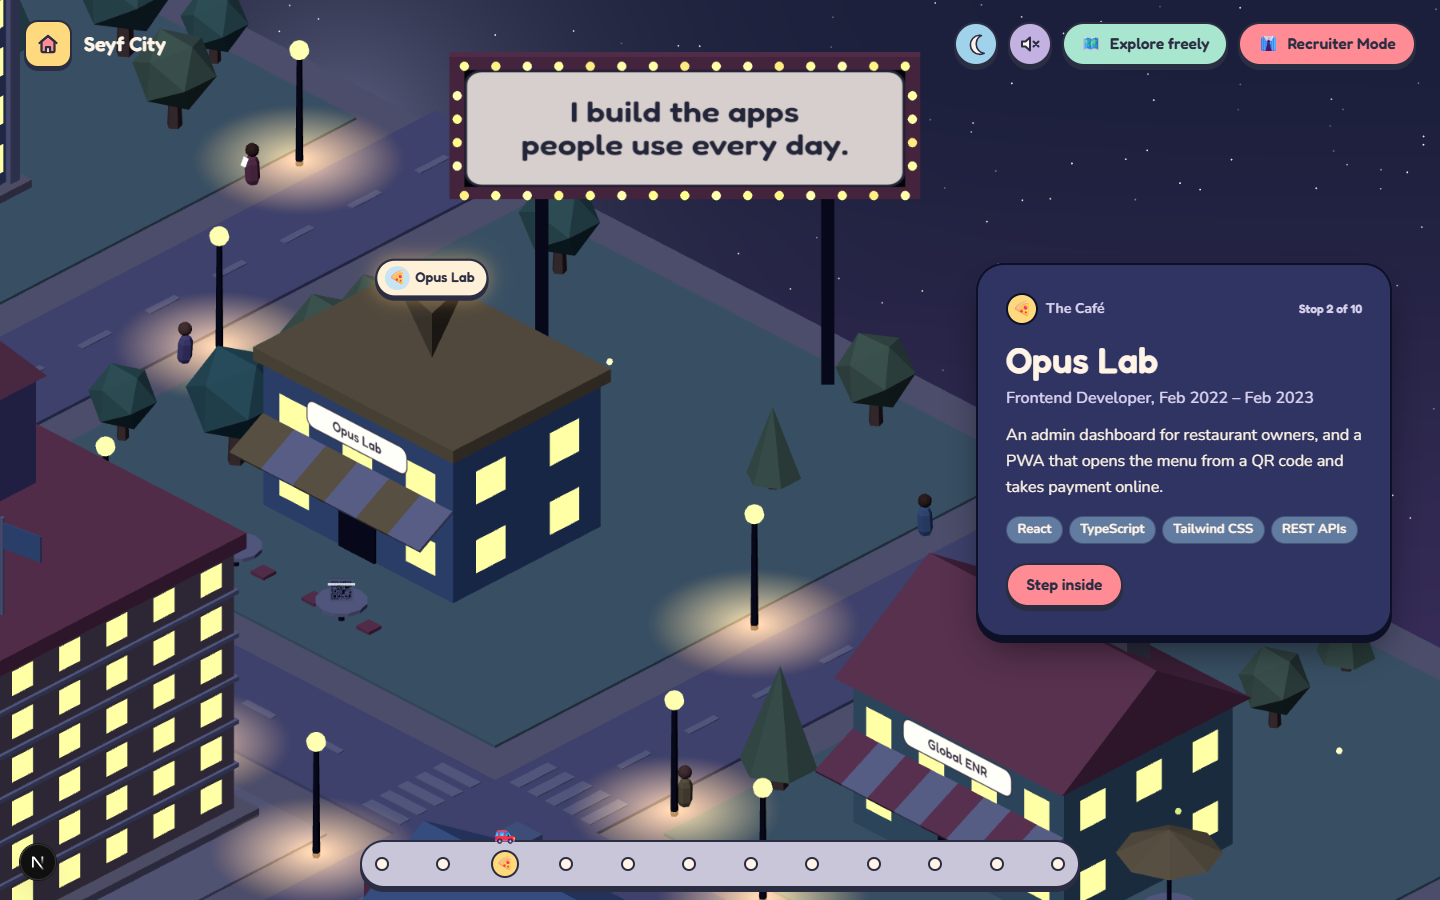 Seyf City
Explore freely
Recruiter Mode
I build the apps
people use every day.
Opus Lab
Opus Lab
The Café
Stop 2 of 10
Opus Lab
Frontend Developer, Feb 2022 – Feb 2023
An admin dashboard for restaurant owners, and a
PWA that opens the menu from a QR code and
takes payment online.
React
TypeScript
Tailwind CSS
REST APIs
Step inside
Global ENR
N